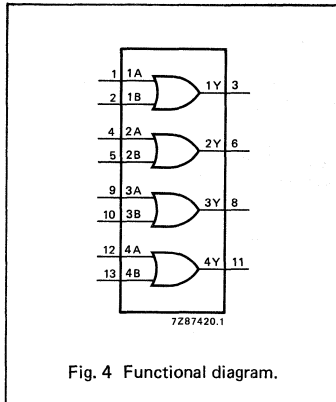 1 1A
2 1B
1Y 3
4 2A
5 2B
2Y 6
9 3A
10 3B
3Y 8
12 4A
13 4B
4Y 11
7Z87420.1
Fig. 4 Functional diagram.